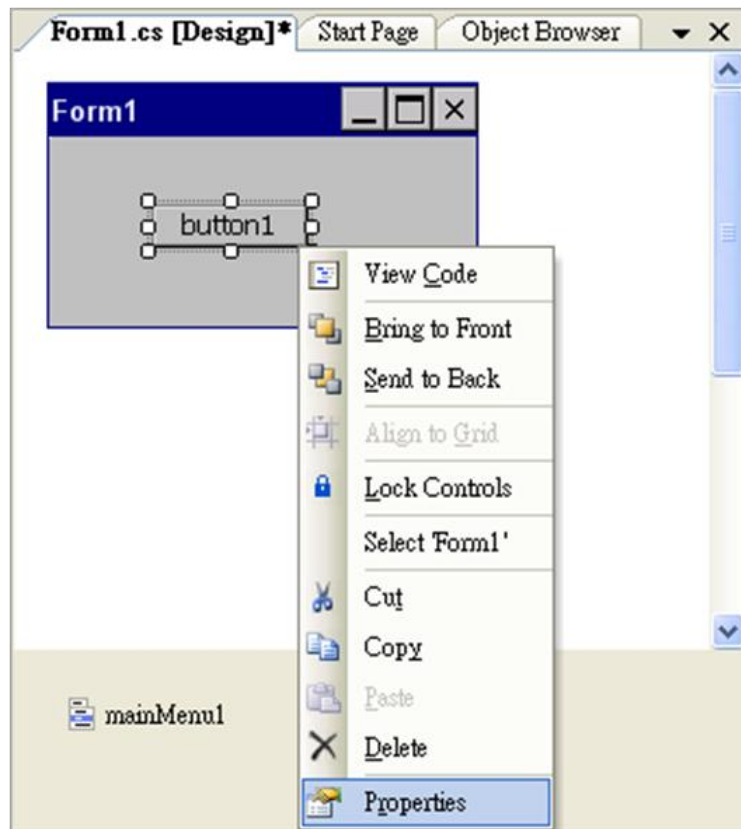 Form1.cs [Design]* Start Page Object Browser
Form1
button1
View Code
Bring to Front
Send to Back
Align to Grid
Lock Controls
Select 'Form1'
Cut
Copy
Paste
mainMenu1
Delete
Properties